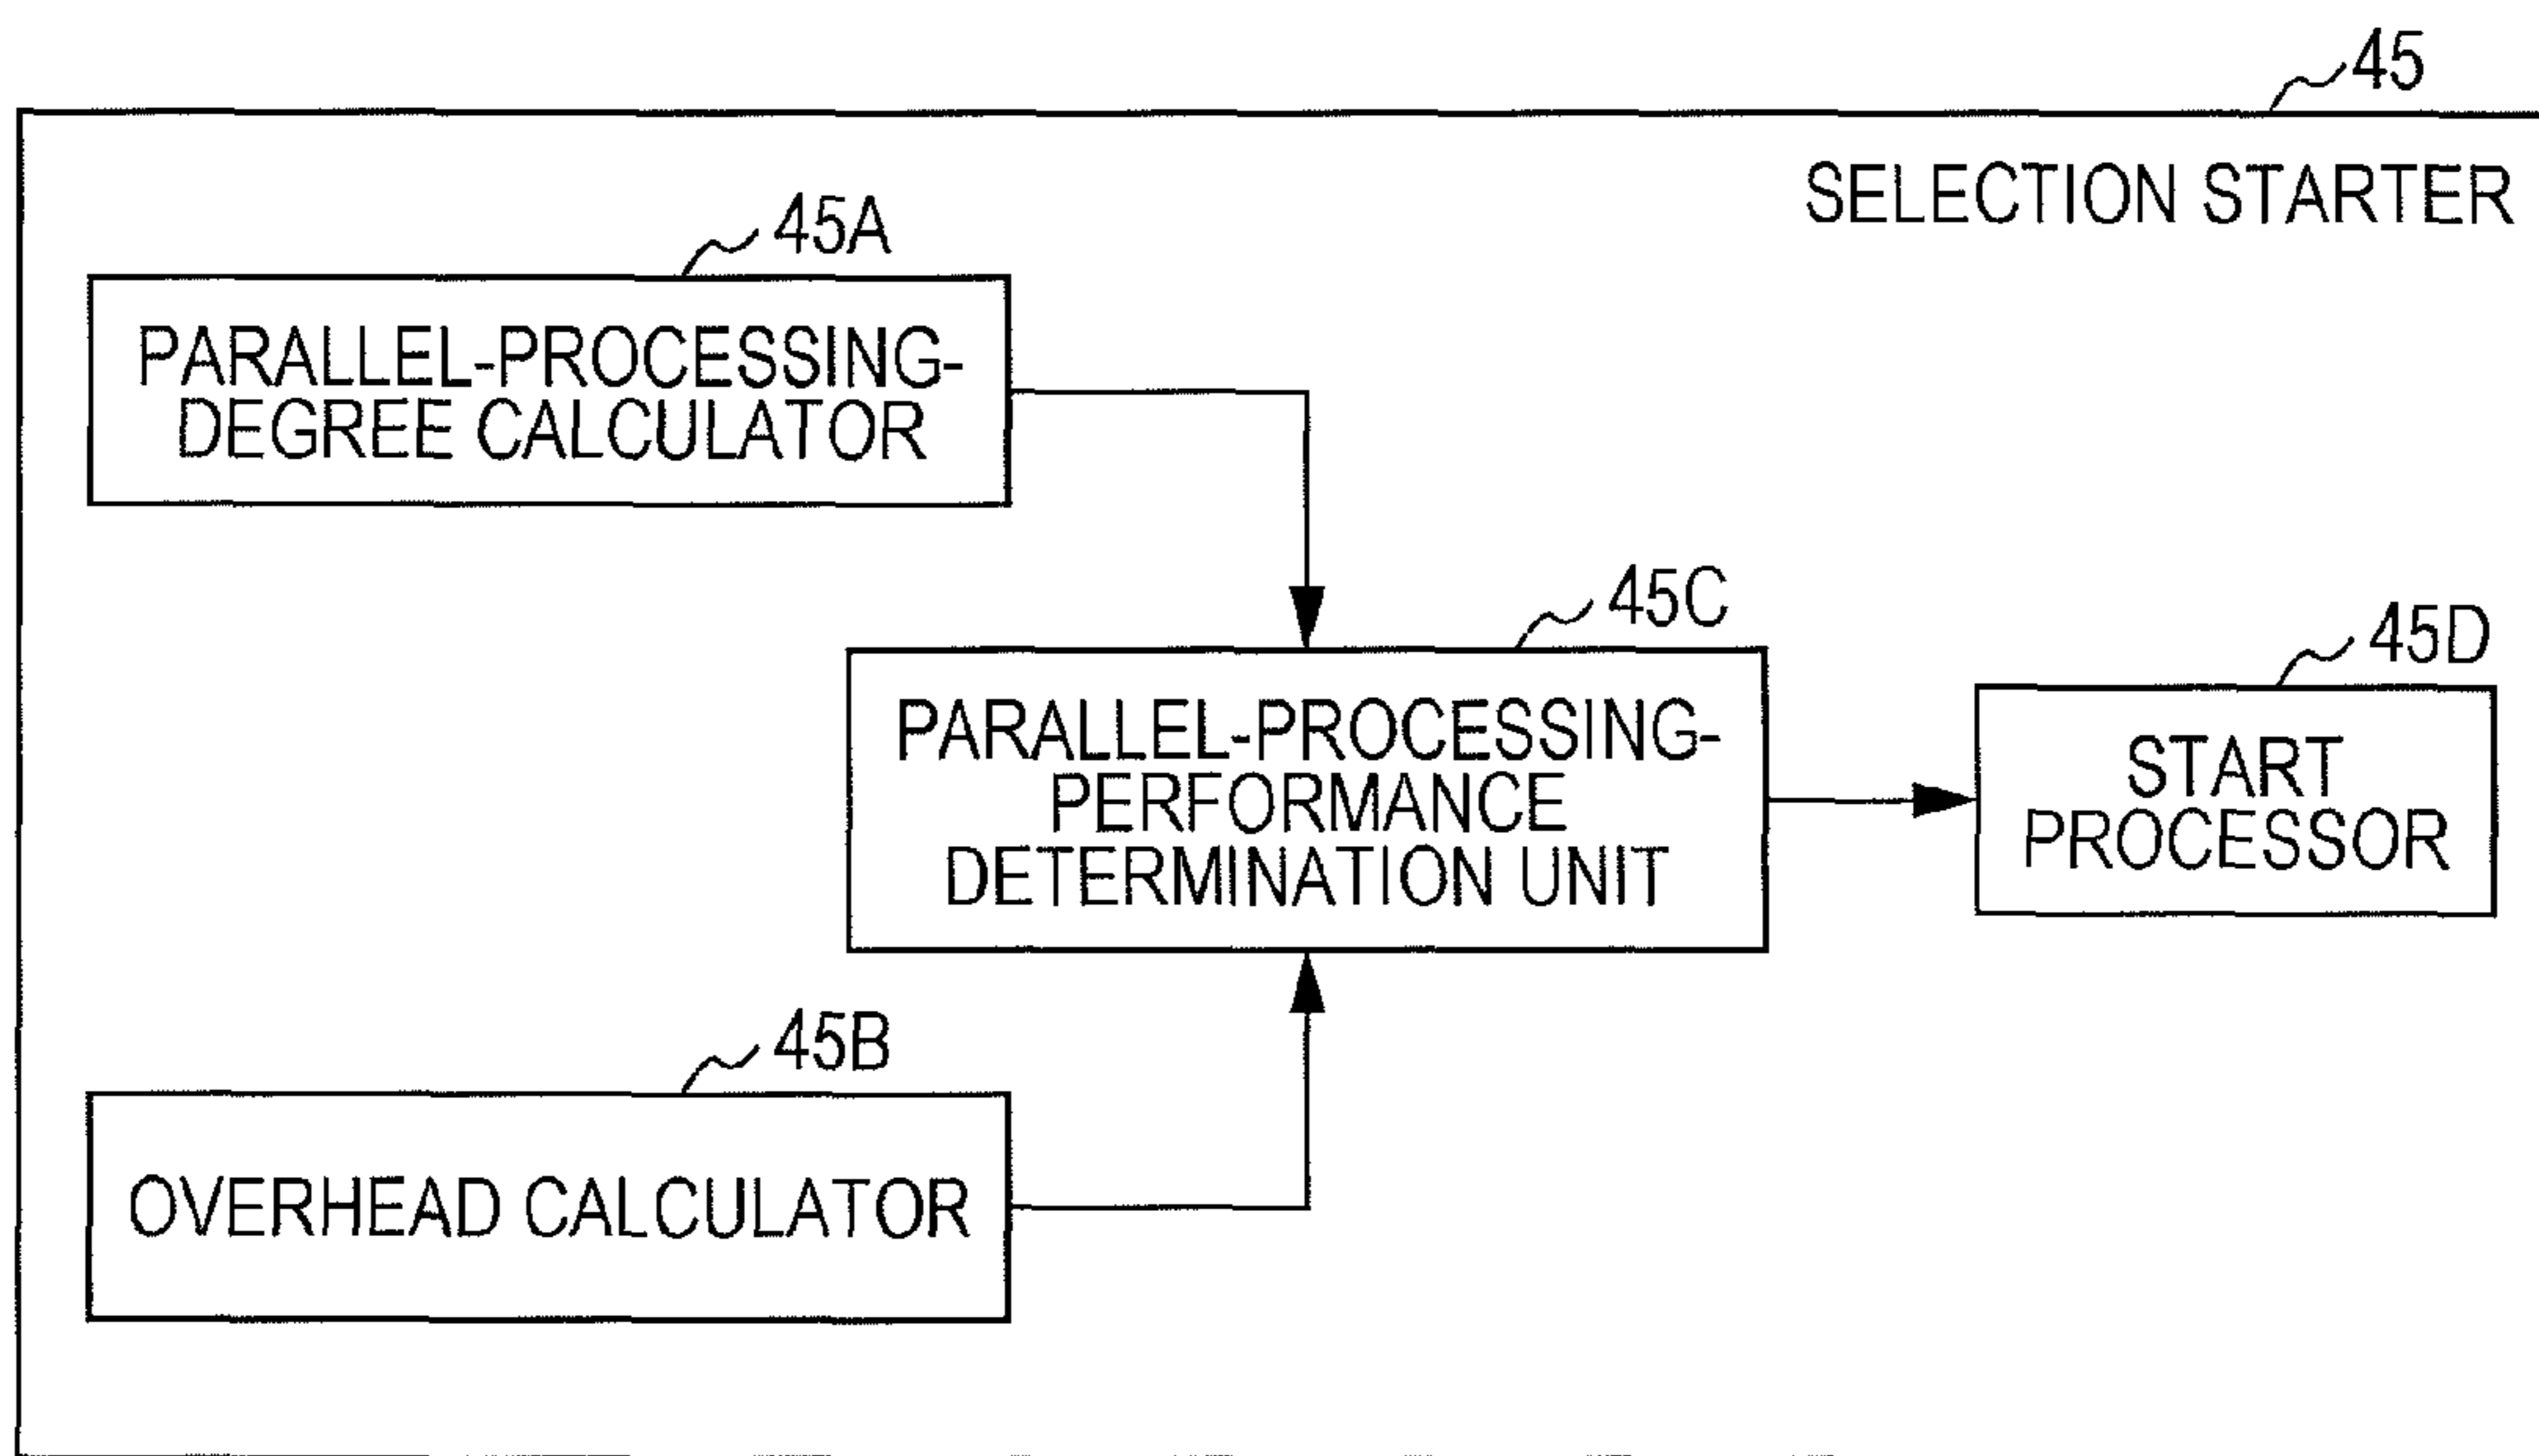 45
SELECTION STARTER
45A
PARALLEL-PROCESSING-
DEGREE CALCULATOR
45C
PARALLEL-PROCESSING-
PERFORMANCE
DETERMINATION UNIT
45D
START
PROCESSOR
45B
OVERHEAD CALCULATOR